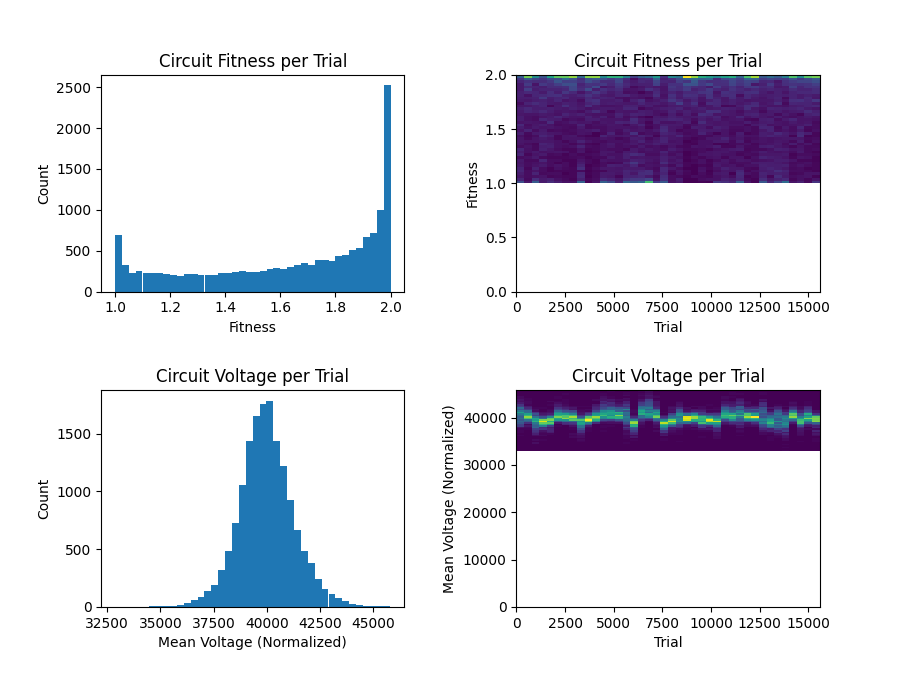 Circuit Fitness per Trial
2500
2000
1500
1000
500
0
Count
1.0 1.2 1.4 1.6 1.8 2.0
Fitness
Circuit Fitness per Trial
2.0
1.5
1.0
0.5
0.0
Fitness
0 2500 5000 7500 10000 12500 15000
Trial
Circuit Voltage per Trial
1500
1000
500
0
Count
32500 35000 37500 40000 42500 45000
Mean Voltage (Normalized)
Circuit Voltage per Trial
40000
30000
20000
10000
0
Mean Voltage (Normalized)
0 2500 5000 7500 10000 12500 15000
Trial